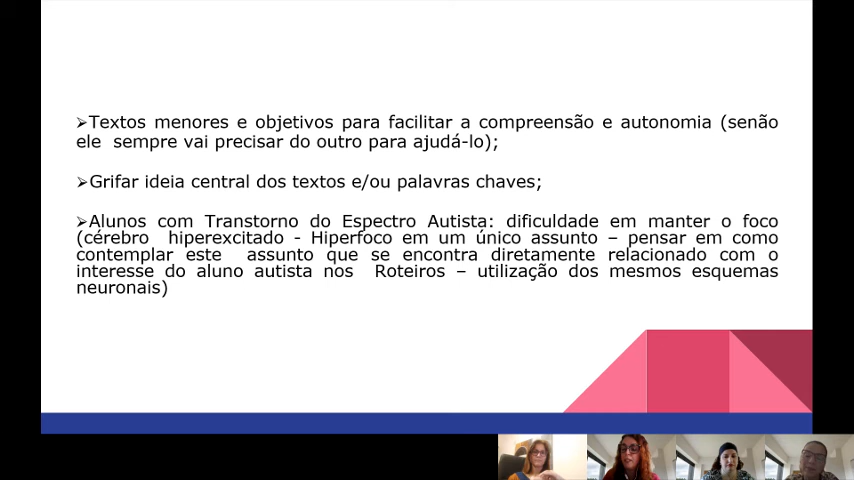 ➢Textos menores e objetivos para facilitar a compreensão e autonomia (senão
ele sempre vai precisar do outro para ajudá-lo);
➢Grifar ideia central dos textos e/ou palavras chaves;
➢Alunos com Transtorno do Espectro Autista: dificuldade em manter o foco
(cérebro hiperexcitado - Hiperfoco em um único assunto – pensar em como
contemplar este assunto que se encontra diretamente relacionado com o
interesse do aluno autista nos Roteiros – utilização dos mesmos esquemas
neuronais)